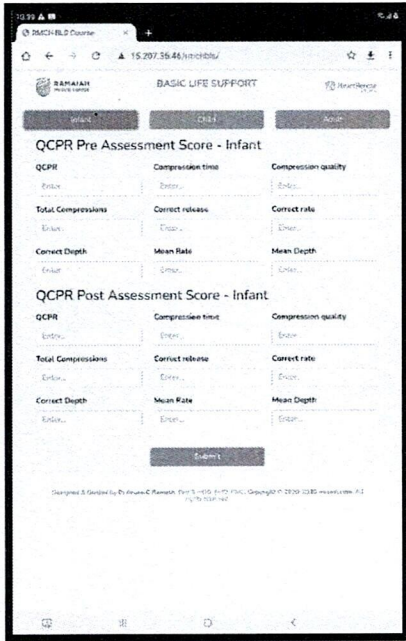 10:39
RMCH-BLS Course
15.207.36.46/rmchbls/
RAMAIAH
BASIC LIFE SUPPORT
Infant Child Adult
QCPR Pre Assessment Score - Infant
QCPR Compression time Compression quality
Enter... Enter... Enter...
Total Compressions Correct release Correct rate
Enter... Enter... Enter...
Correct Depth Mean Rate Mean Depth
Enter... Enter... Enter...
QCPR Post Assessment Score - Infant
QCPR Compression time Compression quality
Enter... Enter... Enter...
Total Compressions Correct release Correct rate
Enter... Enter... Enter...
Correct Depth Mean Rate Mean Depth
Enter... Enter... Enter...
Submit
Designed &